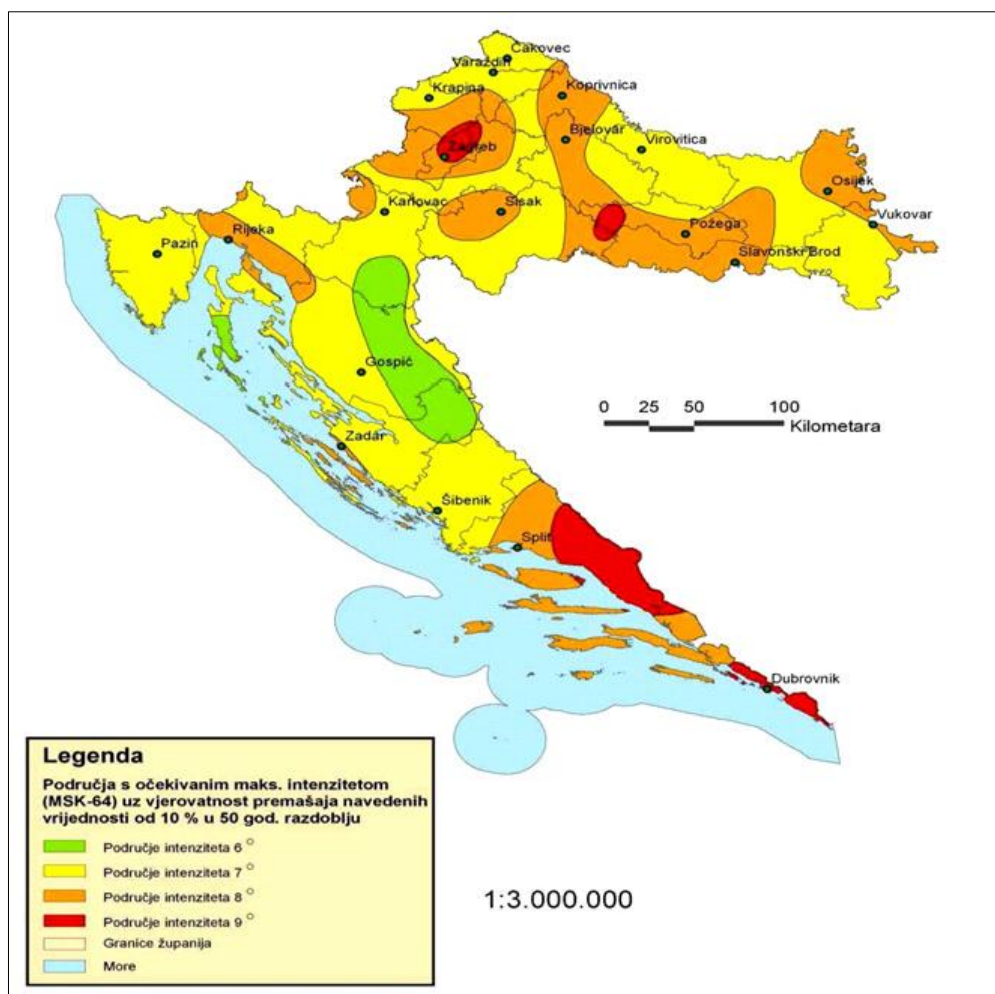 Čakovec
Varaždin
Krapina
Koprivnica
Bjelovar
Virovitica
Zagreb
Osijek
Karlovac
Sisak
Vukovar
Požega
Rijeka
Pazin
Slavonski Brod
Gospić
0 25 50 100
Kilometara
Zadar
Šibenik
Split
Dubrovnik
Legenda
Područja s očekivanim maks. intenzitetom
(MSK-64) uz vjerovatnost premašaja navedenih
vrijednosti od 10 % u 50 god. razdoblju
Područje intenziteta 6 °
Područje intenziteta 7 °
Područje intenziteta 8 °
Područje intenziteta 9 °
Granice županija
More
1:3.000.000